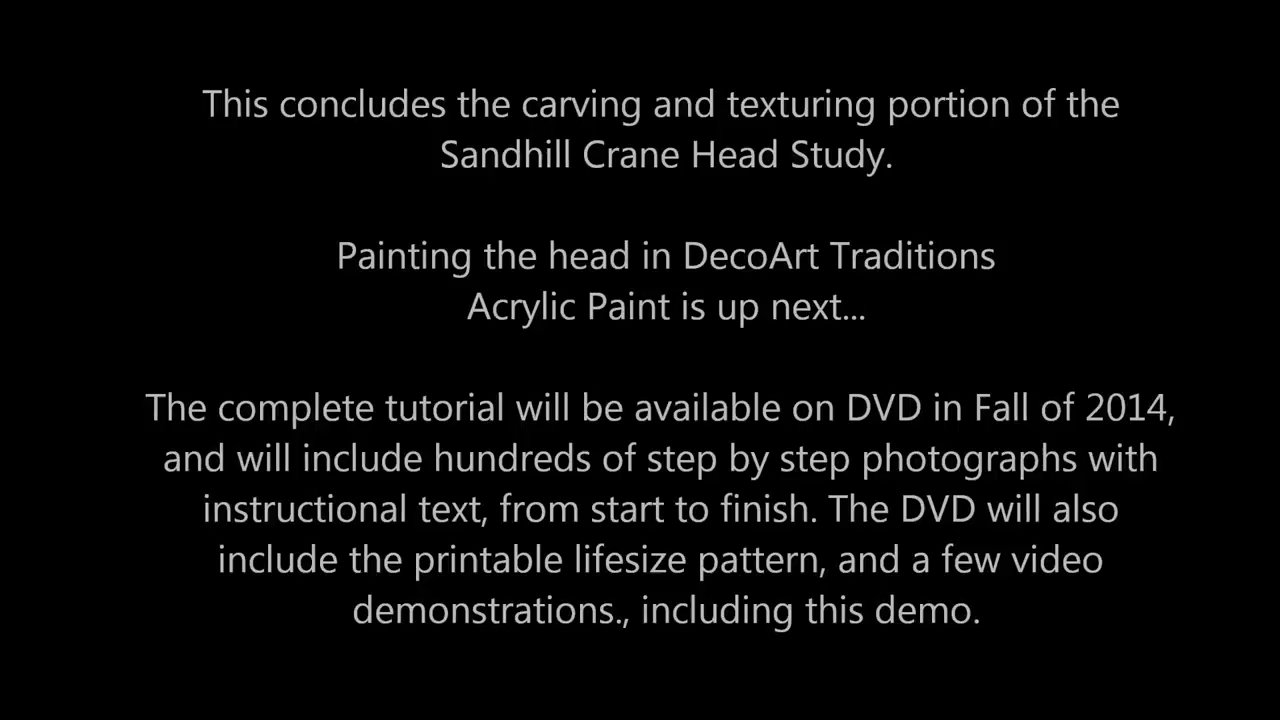 This concludes the carving and texturing portion of the
Sandhill Crane Head Study.
Painting the head in DecoArt Traditions
Acrylic Paint is up next...
The complete tutorial will be available on DVD in Fall of 2014,
and will include hundreds of step by step photographs with
instructional text, from start to finish. The DVD will also
include the printable lifesize pattern, and a few video
demonstrations., including this demo.